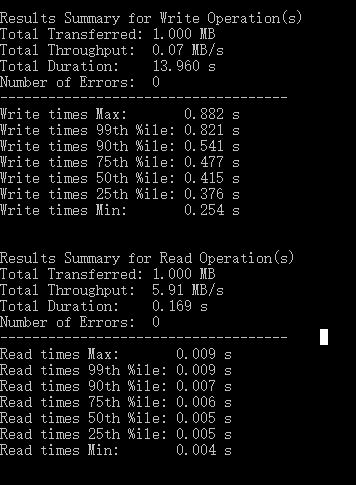 Results Summary for Write Operation(s)
Total Transferred: 1.000 MB
Total Throughput: 0.07 MB/s
Total Duration: 13.960 s
Number of Errors: 0
------------------------------------
Write times Max: 0.882 s
Write times 99th %ile: 0.821 s
Write times 90th %ile: 0.541 s
Write times 75th %ile: 0.477 s
Write times 50th %ile: 0.415 s
Write times 25th %ile: 0.376 s
Write times Min: 0.254 s
Results Summary for Read Operation(s)
Total Transferred: 1.000 MB
Total Throughput: 5.91 MB/s
Total Duration: 0.169 s
Number of Errors: 0
------------------------------------
Read times Max: 0.009 s
Read times 99th %ile: 0.009 s
Read times 90th %ile: 0.007 s
Read times 75th %ile: 0.006 s
Read times 50th %ile: 0.005 s
Read times 25th %ile: 0.005 s
Read times Min: 0.004 s